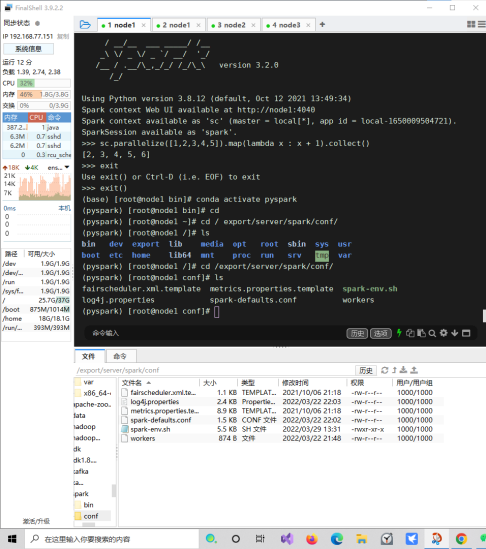 FinalShell 3.9.2.2
同步状态
IP 192.168.77.151 复制
系统信息
运行 12 分
负载 1.39, 2.74, 2.38
CPU 32%
内存 46% 1.8G/3.8G
交换 0% 0/3.9G
内存 CPU 命令
387.2... 1 java
6.3M 0.7 sshd
6.2M 0.7 sshd
0 0.3 rcu_sche
18K 4K ens...
21K
14K
7K
0ms 本机
0
0
0
路径 可用/大小
/dev 1.9G/1.9G
/dev/... 1.9G/1.9G
/run 1.9G/1.9G
/sys/f... 1.9G/1.9G
/ 25.7G/37G
/boot 875M/1014M
/home 18G/18.1G
/run/... 393M/393M
激活/升级
1 node1
2 node1
3 node2
4 node3
+
version 3.2.0
Using Python version 3.8.12 (default, Oct 12 2021 13:49:34)
Spark context Web UI available at http://node1:4040
Spark context available as 'sc' (master = local[*], app id = local-1650009504721).
SparkSession available as 'spark'.
>>> sc.parallelize([1,2,3,4,5]).map(lambda x : x + 1).collect()
[2, 3, 4, 5, 6]
>>> exit
Use exit() or Ctrl-D (i.e. EOF) to exit
>>> exit()
(base) [root@node1 bin]# conda activate pyspark
(pyspark) [root@node1 bin]# cd
(pyspark) [root@node1 ~]# cd / export/server/spark/conf/
(pyspark) [root@node1 /]# ls
bin dev export lib media opt root sbin sys usr
boot etc home lib64 mnt proc run srv tmp var
(pyspark) [root@node1 /]# cd /export/server/spark/conf/
(pyspark) [root@node1 conf]# ls
fairscheduler.xml.template metrics.properties.template spark-env.sh
log4j.properties spark-defaults.conf workers
(pyspark) [root@node1 conf]#
命令输入 历史 选项
文件 命令
/export/server/spark/conf 历史
var
x86_64-
pache-zoo...
data
adoop
adoop...
dk
dk1.8....
afka
park
bin
conf
文件名 大小 类型 修改时间 权限 用户/用户组
fairscheduler.xml.te... 1.1 KB TEMPLAT... 2021/10/06 21:18 -rw-r--r-- 1000/1000
log4j.properties 2.4 KB Propertie... 2022/03/22 22:03 -rw-r--r-- 1000/1000
metrics.properties.te... 8.9 KB TEMPLAT... 2021/10/06 21:18 -rw-r--r-- 1000/1000
spark-defaults.conf 1.5 KB CONF 文件 2022/03/22 22:02 -rw-r--r-- 1000/1000
spark-env.sh 5.5 KB SH 文件 2022/03/29 13:31 -rwxr-xr-x 1000/1000
workers 874 B 文件 2022/03/22 21:48 -rw-r--r-- 1000/1000
在这里输入你要搜索的内容